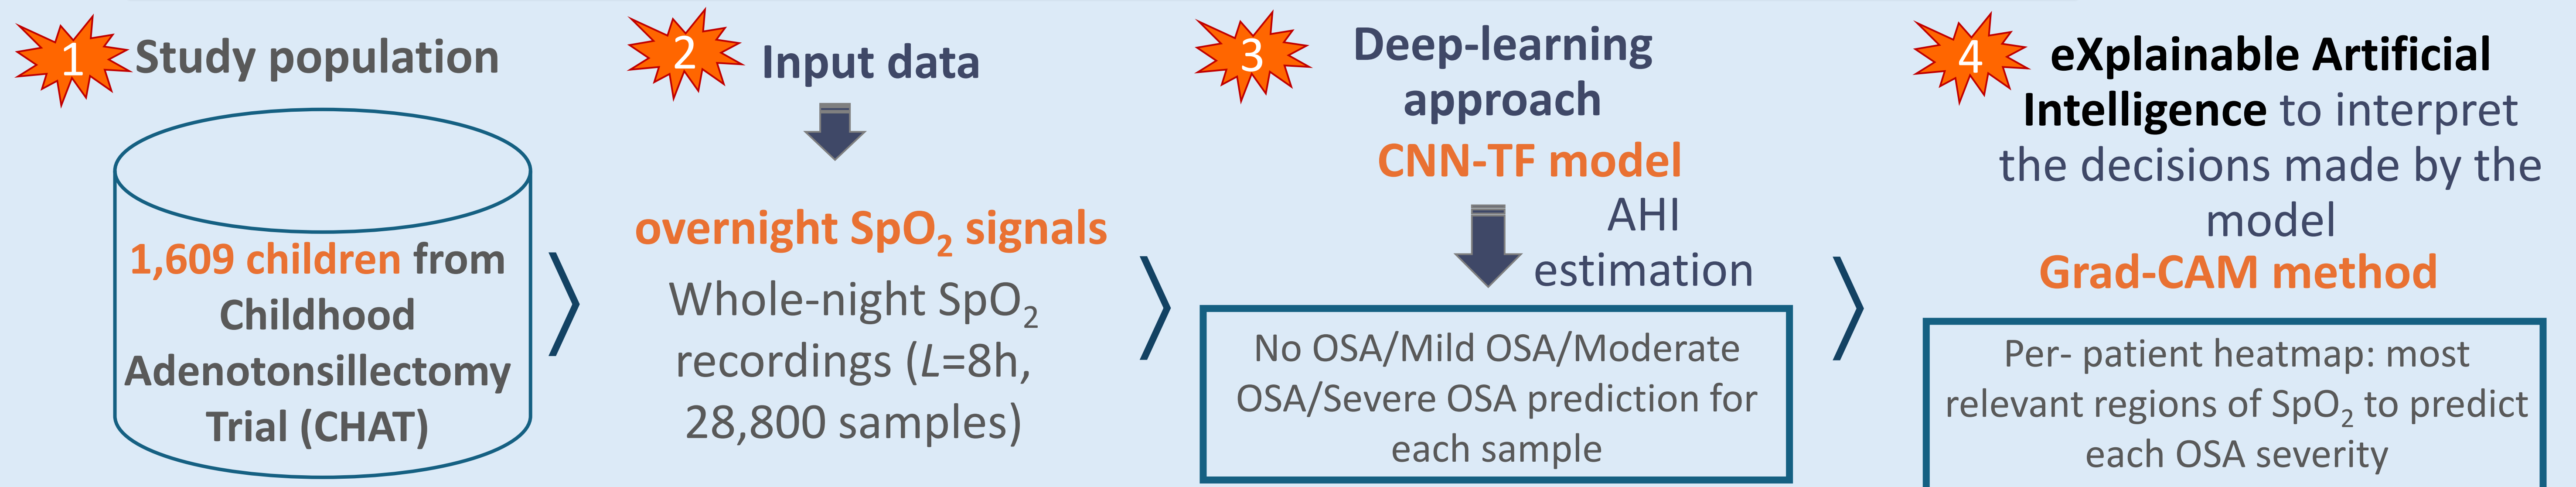 1
Study population
1,609 children from
Childhood
Adenotonsillectomy
Trial (CHAT)
2
Input data
overnight SpO₂ signals
Whole-night SpO₂
recordings (L=8h,
28,800 samples)
3
Deep-learning
approach
CNN-TF model
AHI
estimation
No OSA/Mild OSA/Moderate
OSA/Severe OSA prediction for
each sample
4
eXplainable Artificial
Intelligence to interpret
the decisions made by the
model
Grad-CAM method
Per- patient heatmap: most
relevant regions of SpO₂ to predict
each OSA severity